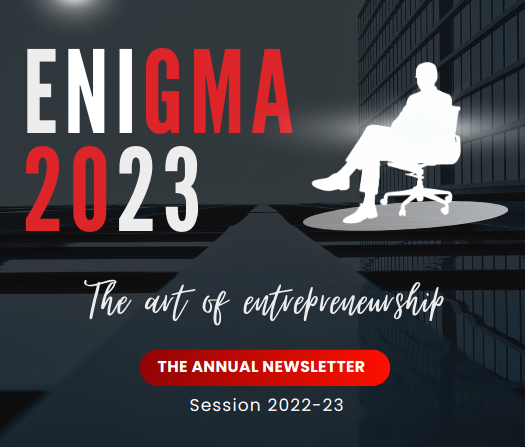 ENIGMA
2023
The art of entrepreneurship
THE ANNUAL NEWSLETTER
Session 2022-23